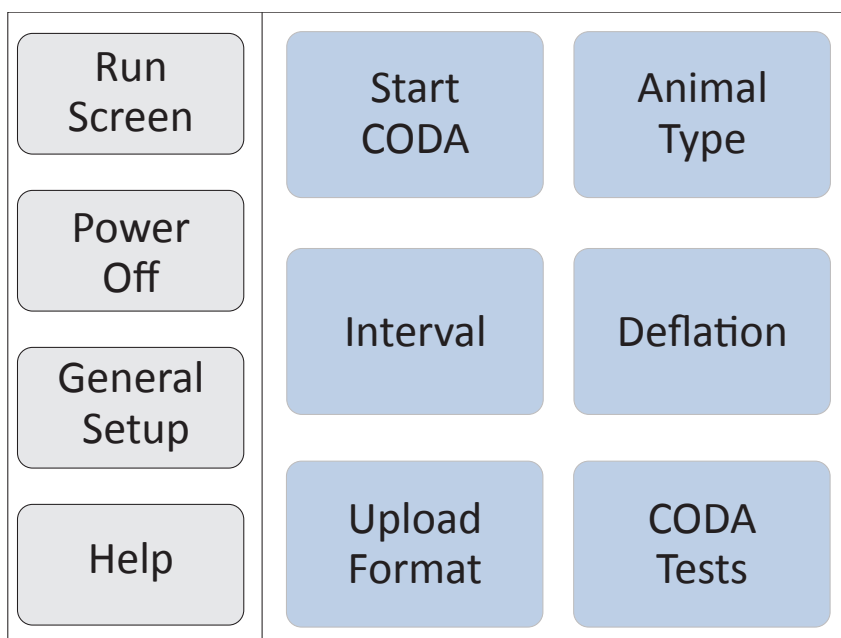 Run
Screen
Power
Off
General
Setup
Help
Start
CODA
Animal
Type
Interval
Deflation
Upload
Format
CODA
Tests